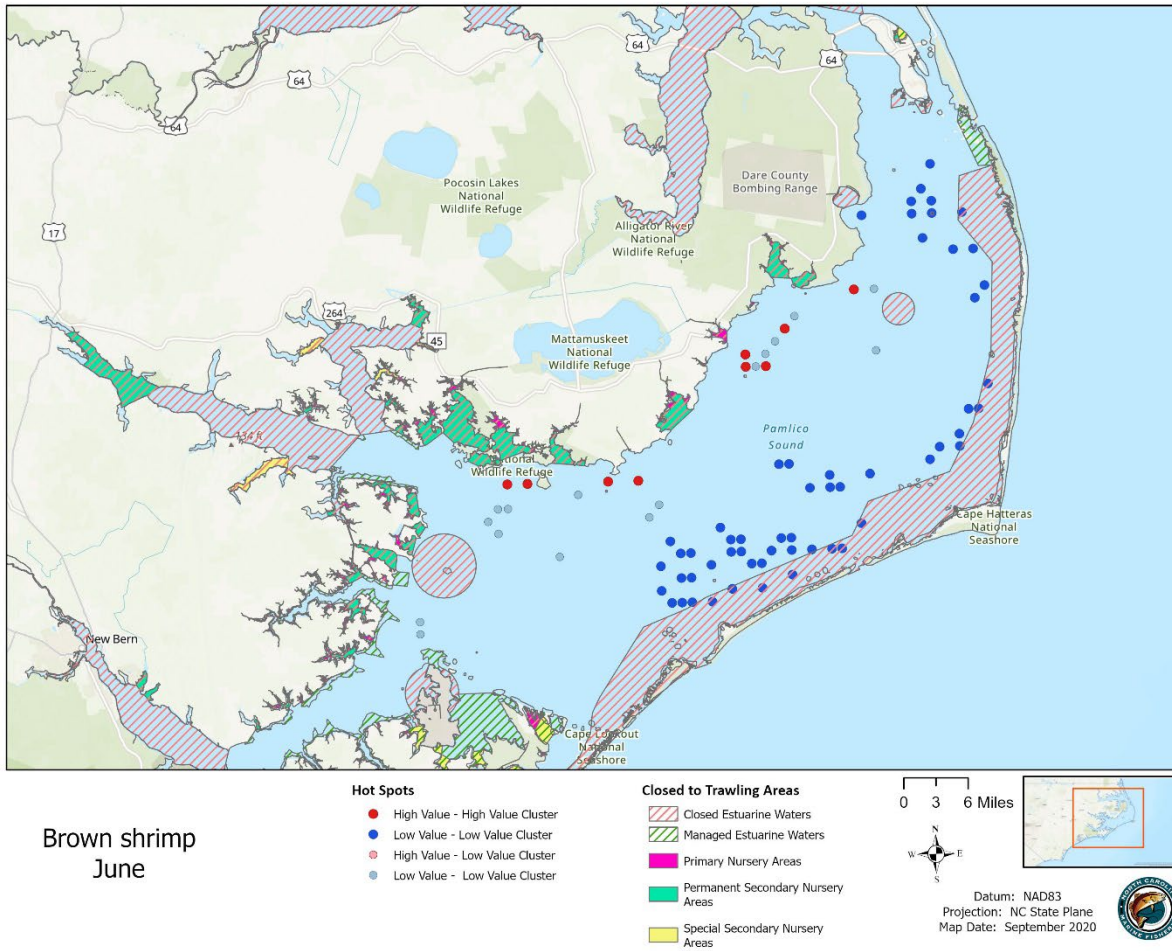 64
64
64
Dare County
Bombing Range
Pocosin Lakes
National
Wildlife Refuge
17
Alligator River
National
Wildlife Refuge
264
45
Mattamuskeet
National
Wildlife Refuge
Pamlico
Sound
National
Wildlife Refuge
Cape Hatteras
National
Seashore
New Bern
Cape Lookout
National
Seashore
Brown shrimp
June
Hot Spots
High Value - High Value Cluster
Low Value - Low Value Cluster
High Value - Low Value Cluster
Low Value - Low Value Cluster
Closed to Trawling Areas
Closed Estuarine Waters
Managed Estuarine Waters
Primary Nursery Areas
Permanent Secondary Nursery
Areas
Special Secondary Nursery
Areas
0 3 6 Miles
N
W E
S
Datum: NAD83
Projection: NC State Plane
Map Date: September 2020
NORTH CAROLINA
MARINE FISHERIES